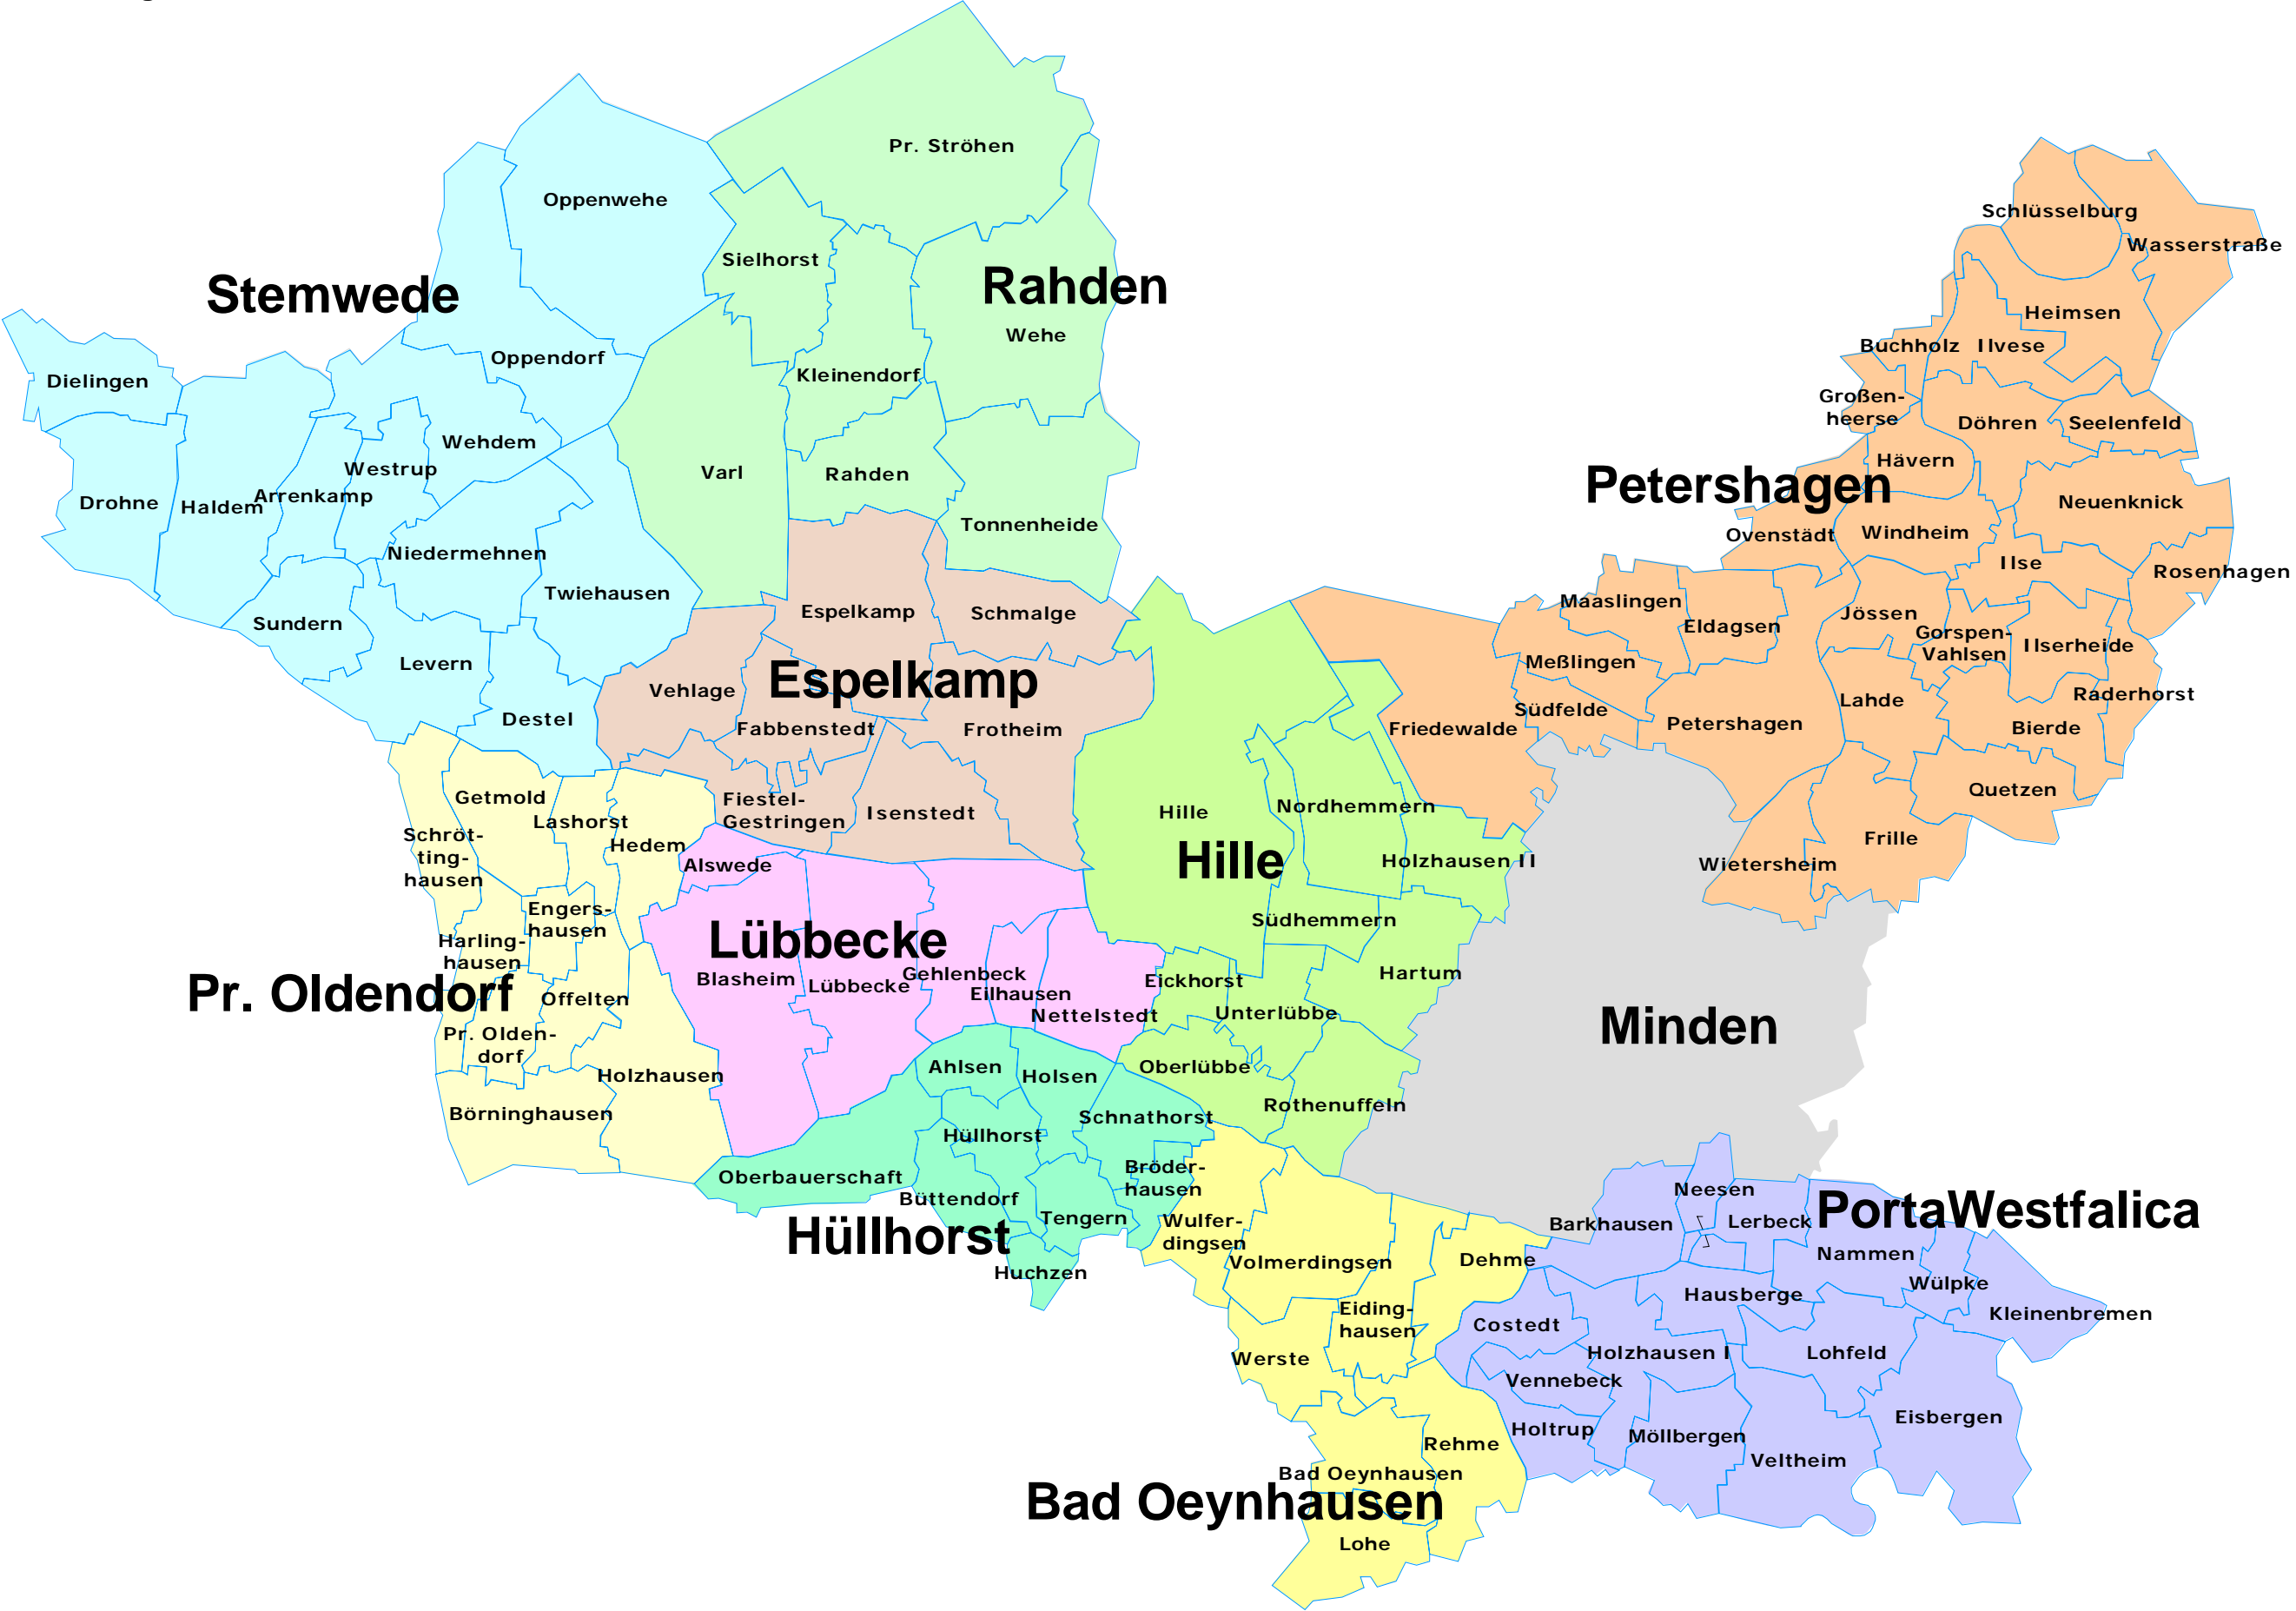 Pr. Ströhen
Oppenwehe
Schlüsselburg
Wasserstraße
Sielhorst
Rahden
Stemwede
Heimsen
Wehe
Buchholz
Ilvese
Oppendorf
Kleinendorf
Dielingen
Großen-
heerse
Döhren
Seelenfeld
Wehdem
Hävern
Westrup
Varl
Rahden
Petershagen
Arrenkamp
Drohne
Haldem
Neuenknick
Tonnenheide
Ovenstädt
Windheim
Niedermehnen
Ilse
Rosenhagen
Twiehausen
Maaslingen
Espelkamp
Schmalge
Jössen
Sundern
Eldagsen
Gorspen-
Vahlsen
Ilserheide
Levern
Meßlingen
Espelkamp
Vehlage
Raderhorst
Lahde
Südfelde
Destel
Petershagen
Fabbenstedt
Frotheim
Friedewalde
Bierde
Quetzen
Getmold
Fiestel-
Gestringen
Isenstedt
Hille
Nordhemmern
Lashorst
Schröt-
ting-
hausen
Hedem
Frille
Hille
Holzhausen II
Alswede
Wietersheim
Engers-
hausen
Südhemmern
Lübbecke
Harling-
hausen
Blasheim
Gehlenbeck
Hartum
Lübbecke
Eickhorst
Eilhausen
Pr. Oldendorf
Offelten
Nettelstedt
Unterlübbe
Minden
Pr. Olden-
dorf
Ahlsen
Oberlübbe
Holzhausen
Holsen
Rothenuffeln
Börninghausen
Schnathorst
Hüllhorst
Bröder-
hausen
Oberbauerschaft
Neesen
Büttendorf
PortaWestfalica
Tengern
Wulfer-
dingsen
Barkhausen
Lerbeck
Hüllhorst
Nammen
Volmerdingsen
Dehme
Huchzen
Wülpke
Hausberge
Eiding-
hausen
Kleinenbremen
Costedt
Werste
Holzhausen I
Lohfeld
Vennebeck
Eisbergen
Holtrup
Möllbergen
Rehme
Veltheim
Bad Oeynhausen
Bad Oeynhausen
Lohe